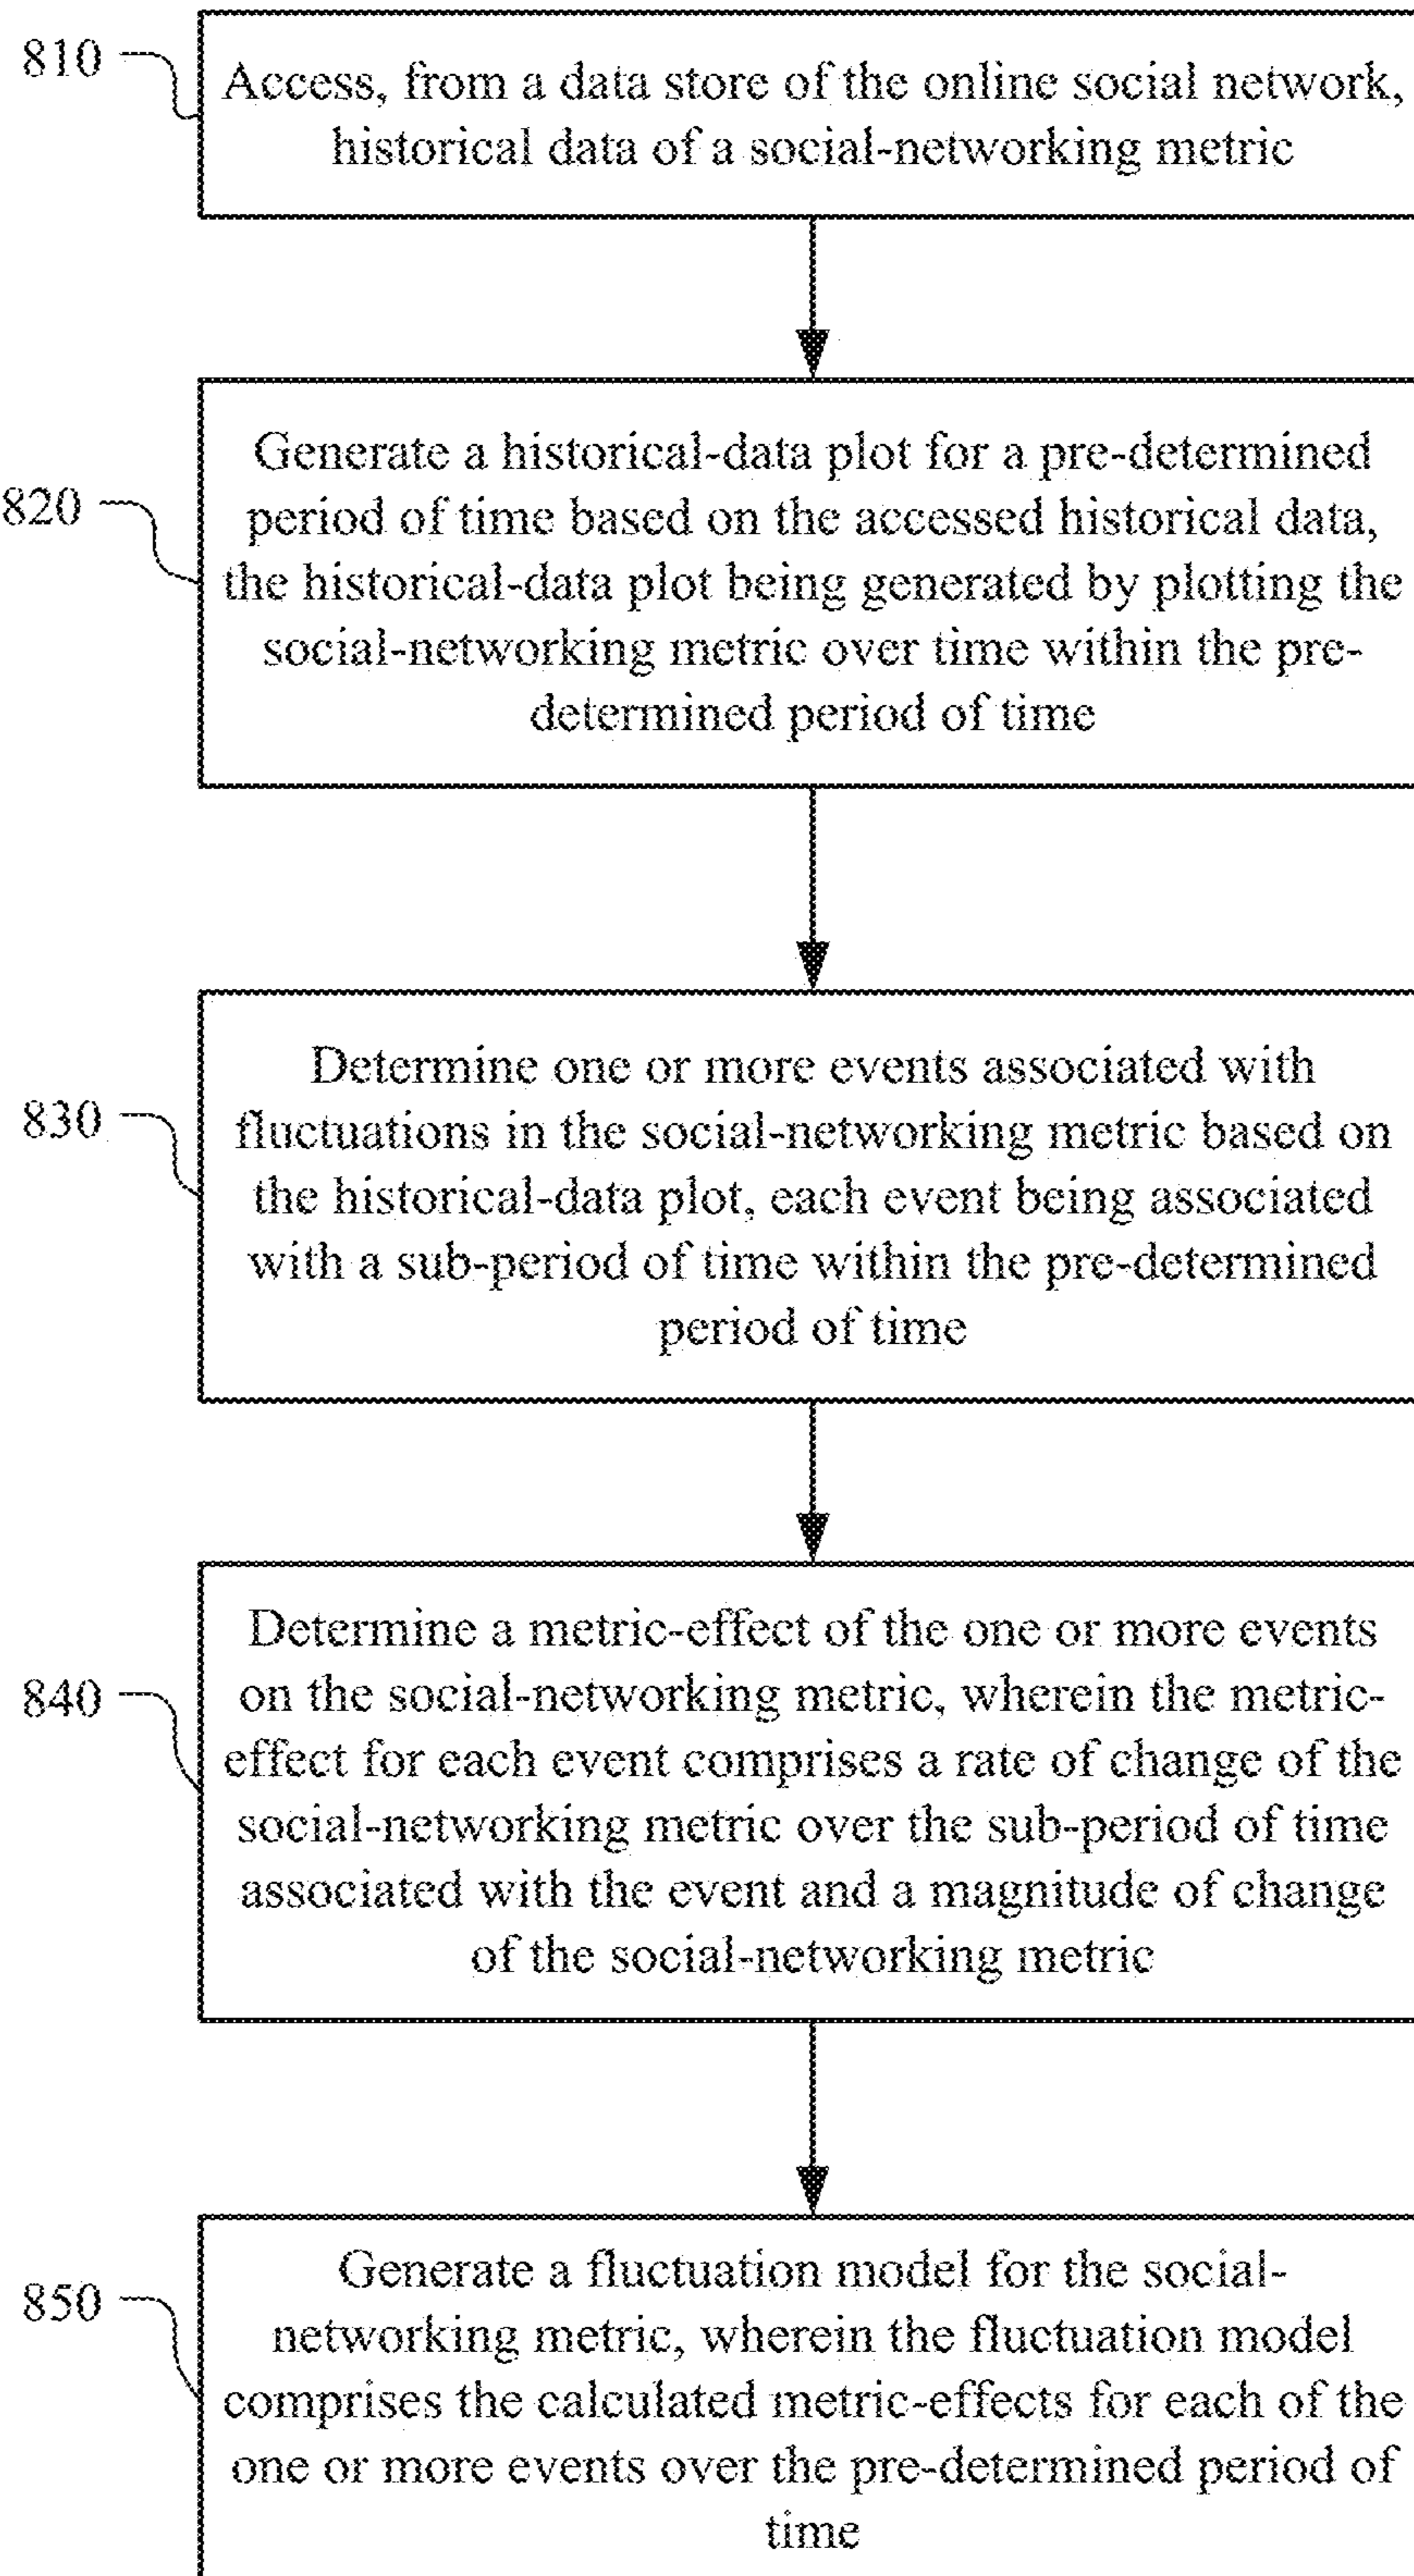 810
Access, from a data store of the online social network,
historical data of a social-networking metric
820
Generate a historical-data plot for a pre-determined
period of time based on the accessed historical data,
the historical-data plot being generated by plotting the
social-networking metric over time within the pre-
determined period of time
830
Determine one or more events associated with
fluctuations in the social-networking metric based on
the historical-data plot, each event being associated
with a sub-period of time within the pre-determined
period of time
840
Determine a metric-effect of the one or more events
on the social-networking metric, wherein the metric-
effect for each event comprises a rate of change of the
social-networking metric over the sub-period of time
associated with the event and a magnitude of change
of the social-networking metric
850
Generate a fluctuation model for the social-
networking metric, wherein the fluctuation model
comprises the calculated metric-effects for each of the
one or more events over the pre-determined period of
time